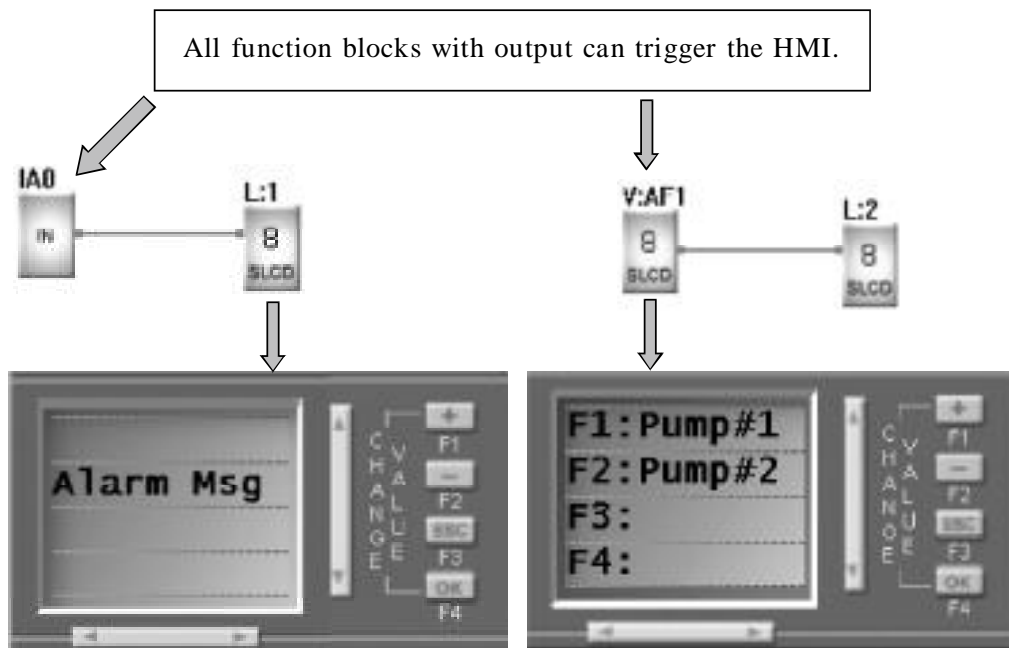 All function blocks with output can trigger the HMI.
IA0
IN
L:1
8
SLCD
V:AF1
8
SLCD
L:2
8
SLCD
Alarm Msg
CHANGE
VALUE
+
F1
−
F2
ESC
F3
OK
F4
F1:Pump#1
F2:Pump#2
F3:
F4:
CHANGE
VALUE
+
F1
−
F2
ESC
F3
OK
F4